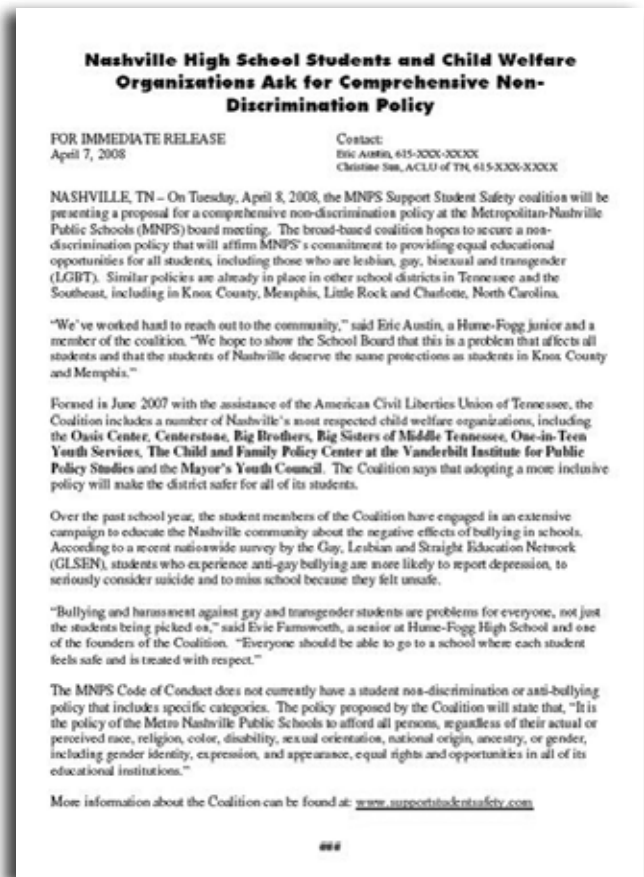 Nashville High School Students and Child Welfare
Organizations Ask for Comprehensive Non-
Discrimination Policy
FOR IMMEDIATE RELEASE
April 7, 2008
Contact:
Eric Austin, 615-XXX-XXXX
Christine Sun, ACLU of TN, 615-XXX-XXXX
NASHVILLE, TN – On Tuesday, April 8, 2008, the MNPS Support Student Safety coalition will be
presenting a proposal for a comprehensive non-discrimination policy at the Metropolitan-Nashville
Public Schools (MNPS) board meeting. The broad-based coalition hopes to secure a non-
discrimination policy that will affirm MNPS's commitment to providing equal educational
opportunities for all students, including those who are lesbian, gay, bisexual and transgender
(LGBT). Similar policies are already in place in other school districts in Tennessee and the
Southeast, including in Knox County, Memphis, Little Rock and Charlotte, North Carolina.
“We’ve worked hard to reach out to the community,” said Eric Austin, a Hume-Fogg junior and a
member of the coalition. “We hope to show the School Board that this is a problem that affects all
students and that the students of Nashville deserve the same protections as students in Knox County
and Memphis.”
Formed in June 2007 with the assistance of the American Civil Liberties Union of Tennessee, the
Coalition includes a number of Nashville’s most respected child welfare organizations, including
the Oasis Center, Centerstone, Big Brothers, Big Sisters of Middle Tennessee, One-in-Teen
Youth Services, The Child and Family Policy Center at the Vanderbilt Institute for Public
Policy Studies and the Mayor’s Youth Council. The Coalition says that adopting a more inclusive
policy will make the district safer for all of its students.
Over the past school year, the student members of the Coalition have engaged in an extensive
campaign to educate the Nashville community about the negative effects of bullying in schools.
According to a recent nationwide survey by the Gay, Lesbian and Straight Education Network
(GLSEN), students who experience anti-gay bullying are more likely to report depression, to
seriously consider suicide and to miss school because they felt unsafe.
“Bullying and harassment against gay and transgender students are problems for everyone, not just
the students being picked on,” said Evie Farnsworth, a senior at Hume-Fogg High School and one
of the founders of the Coalition. “Everyone should be able to go to a school where each student
feels safe and is treated with respect.”
The MNPS Code of Conduct does not currently have a student non-discrimination or anti-bullying
policy that includes specific categories. The policy proposed by the Coalition will state that, “It is
the policy of the Metro Nashville Public Schools to afford all persons, regardless of their actual or
perceived race, religion, color, disability, sexual orientation, national origin, ancestry, or gender,
including gender identity, expression, and appearance, equal rights and opportunities in all of its
educational institutions.”
More information about the Coalition can be found at: www.supportstudentsafety.com
###